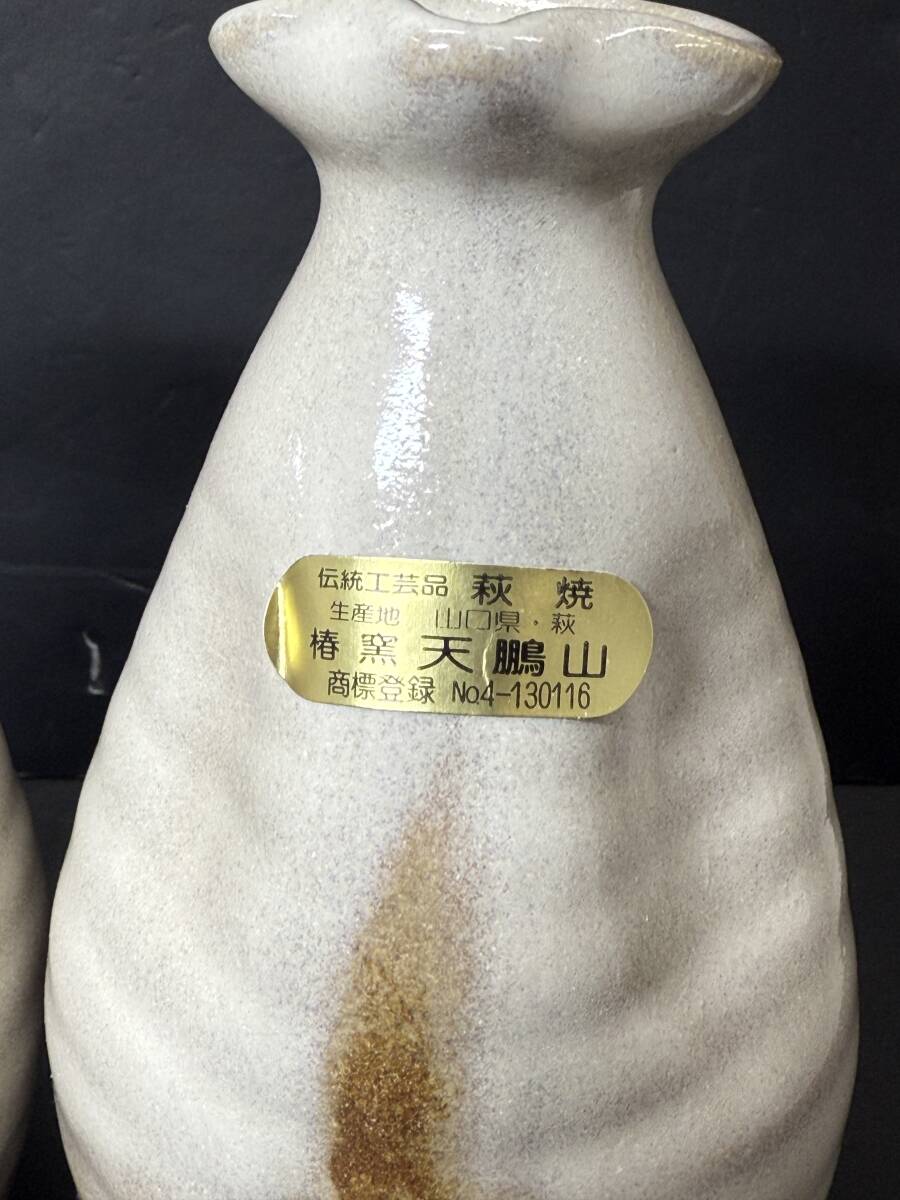 伝統工芸品 萩 焼
生産地 山口県・萩
椿 窯 天 鵬 山
商標登録 No.4-130116